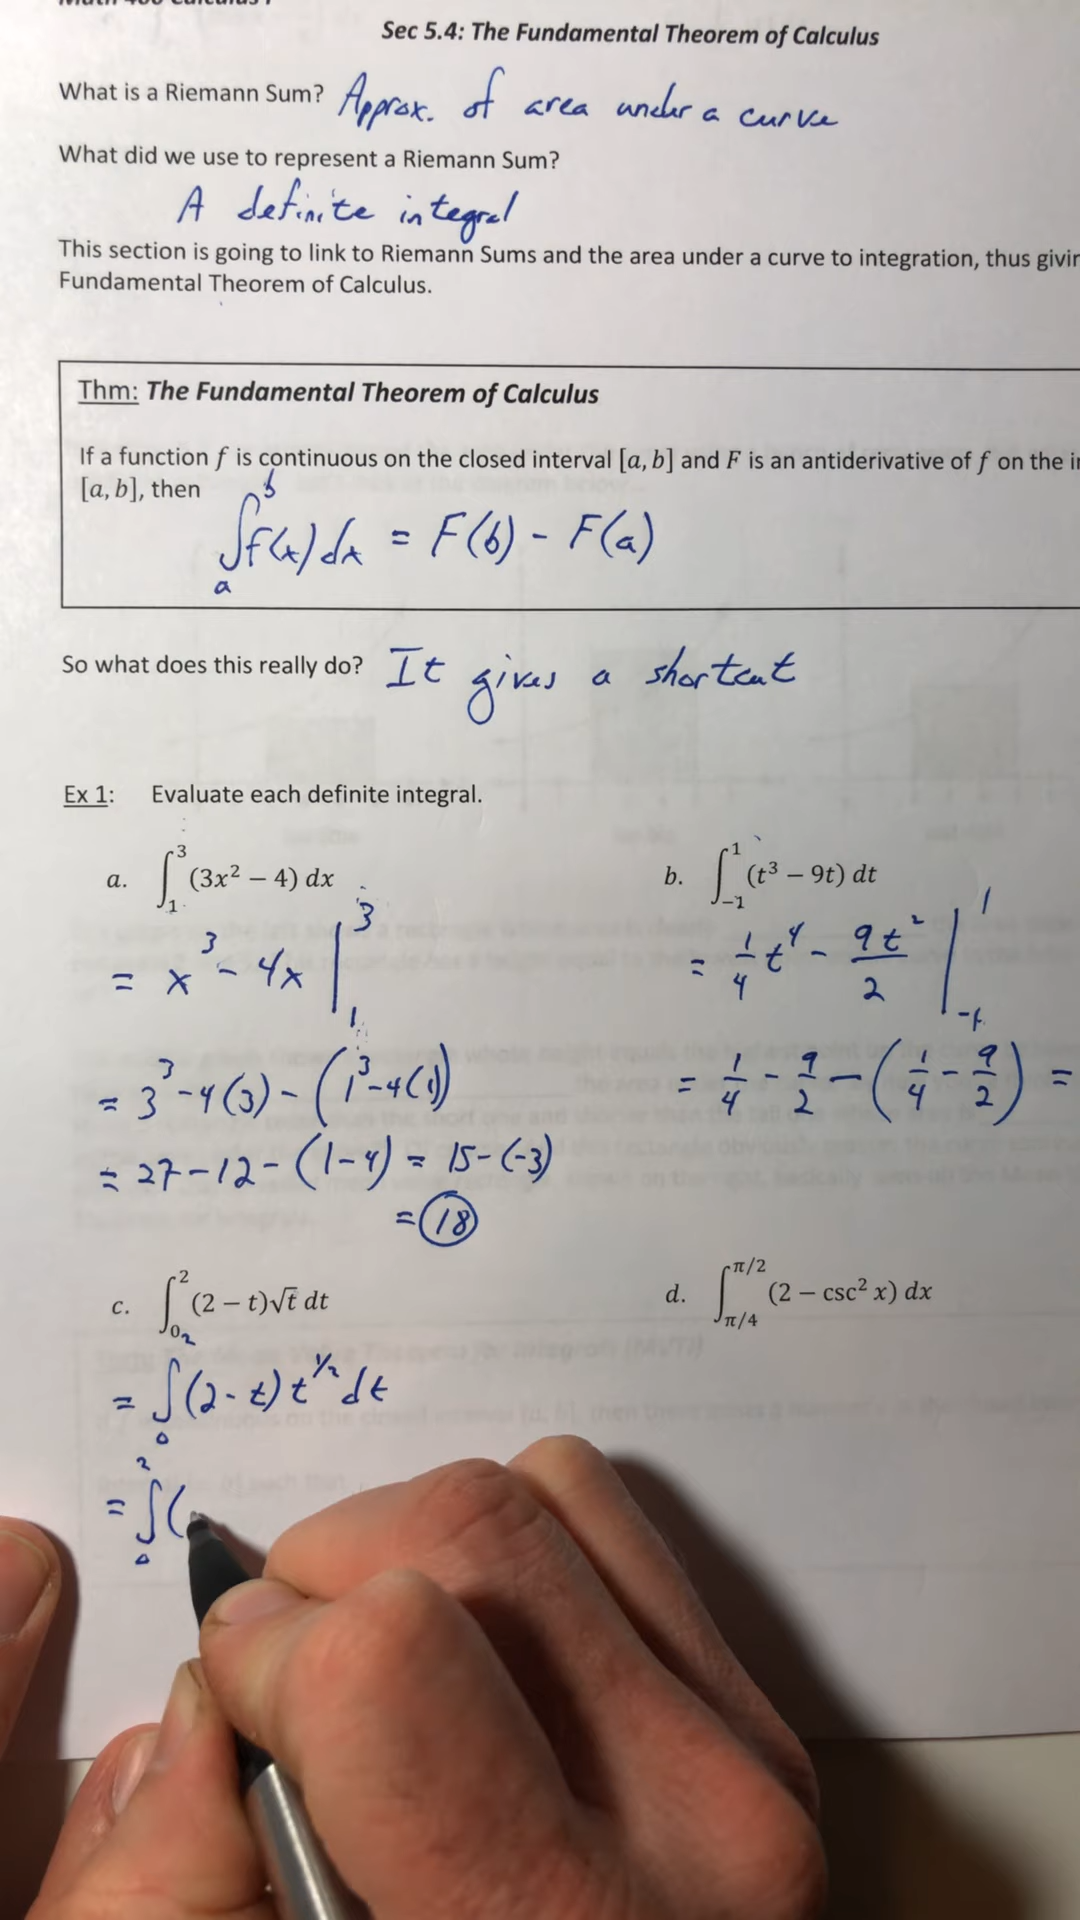 Sec 5.4: The Fundamental Theorem of Calculus
What is a Riemann Sum? Approx. of area under a curve
What did we use to represent a Riemann Sum?
A definite integral
This section is going to link to Riemann Sums and the area under a curve to integration, thus
Fundamental Theorem of Calculus.
Thm: The Fundamental Theorem of Calculus
If a function f is continuous on the closed interval [a, b] and F is an antiderivative of f on the
[a, b], then
∫_a^b f(x) dx = F(b) - F(a)
So what does this really do? It gives a shortcut
Ex 1: Evaluate each definite integral.
a. ∫_1^3 (3x² – 4) dx
= x³ - 4x |_1^3
= 3³ - 4(3) - (1³ - 4(1))
= 27 - 12 - (1 - 4) = 15 - (-3)
= 18
b. ∫_{-1}^1 (t³ – 9t) dt
= 1/4 t⁴ - 9t²/2 |_{-1}^1
= 1/4 - 9/2 - (1/4 - 9/2) =
c. ∫_0^2 (2 – t)√t dt
= ∫_0^2 (2 - t) t^{1/2} dt
= ∫_0^2 (
d. ∫_{π/4}^{π/2} (2 – csc² x) dx